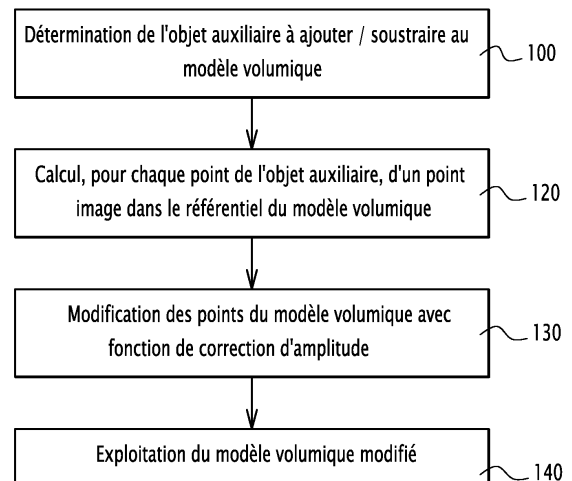 Détermination de l'objet auxiliaire à ajouter / soustraire au
modèle volumique
100
Calcul, pour chaque point de l'objet auxiliaire, d'un point
image dans le référentiel du modèle volumique
120
Modification des points du modèle volumique avec
fonction de correction d'amplitude
130
Exploitation du modèle volumique modifié
140